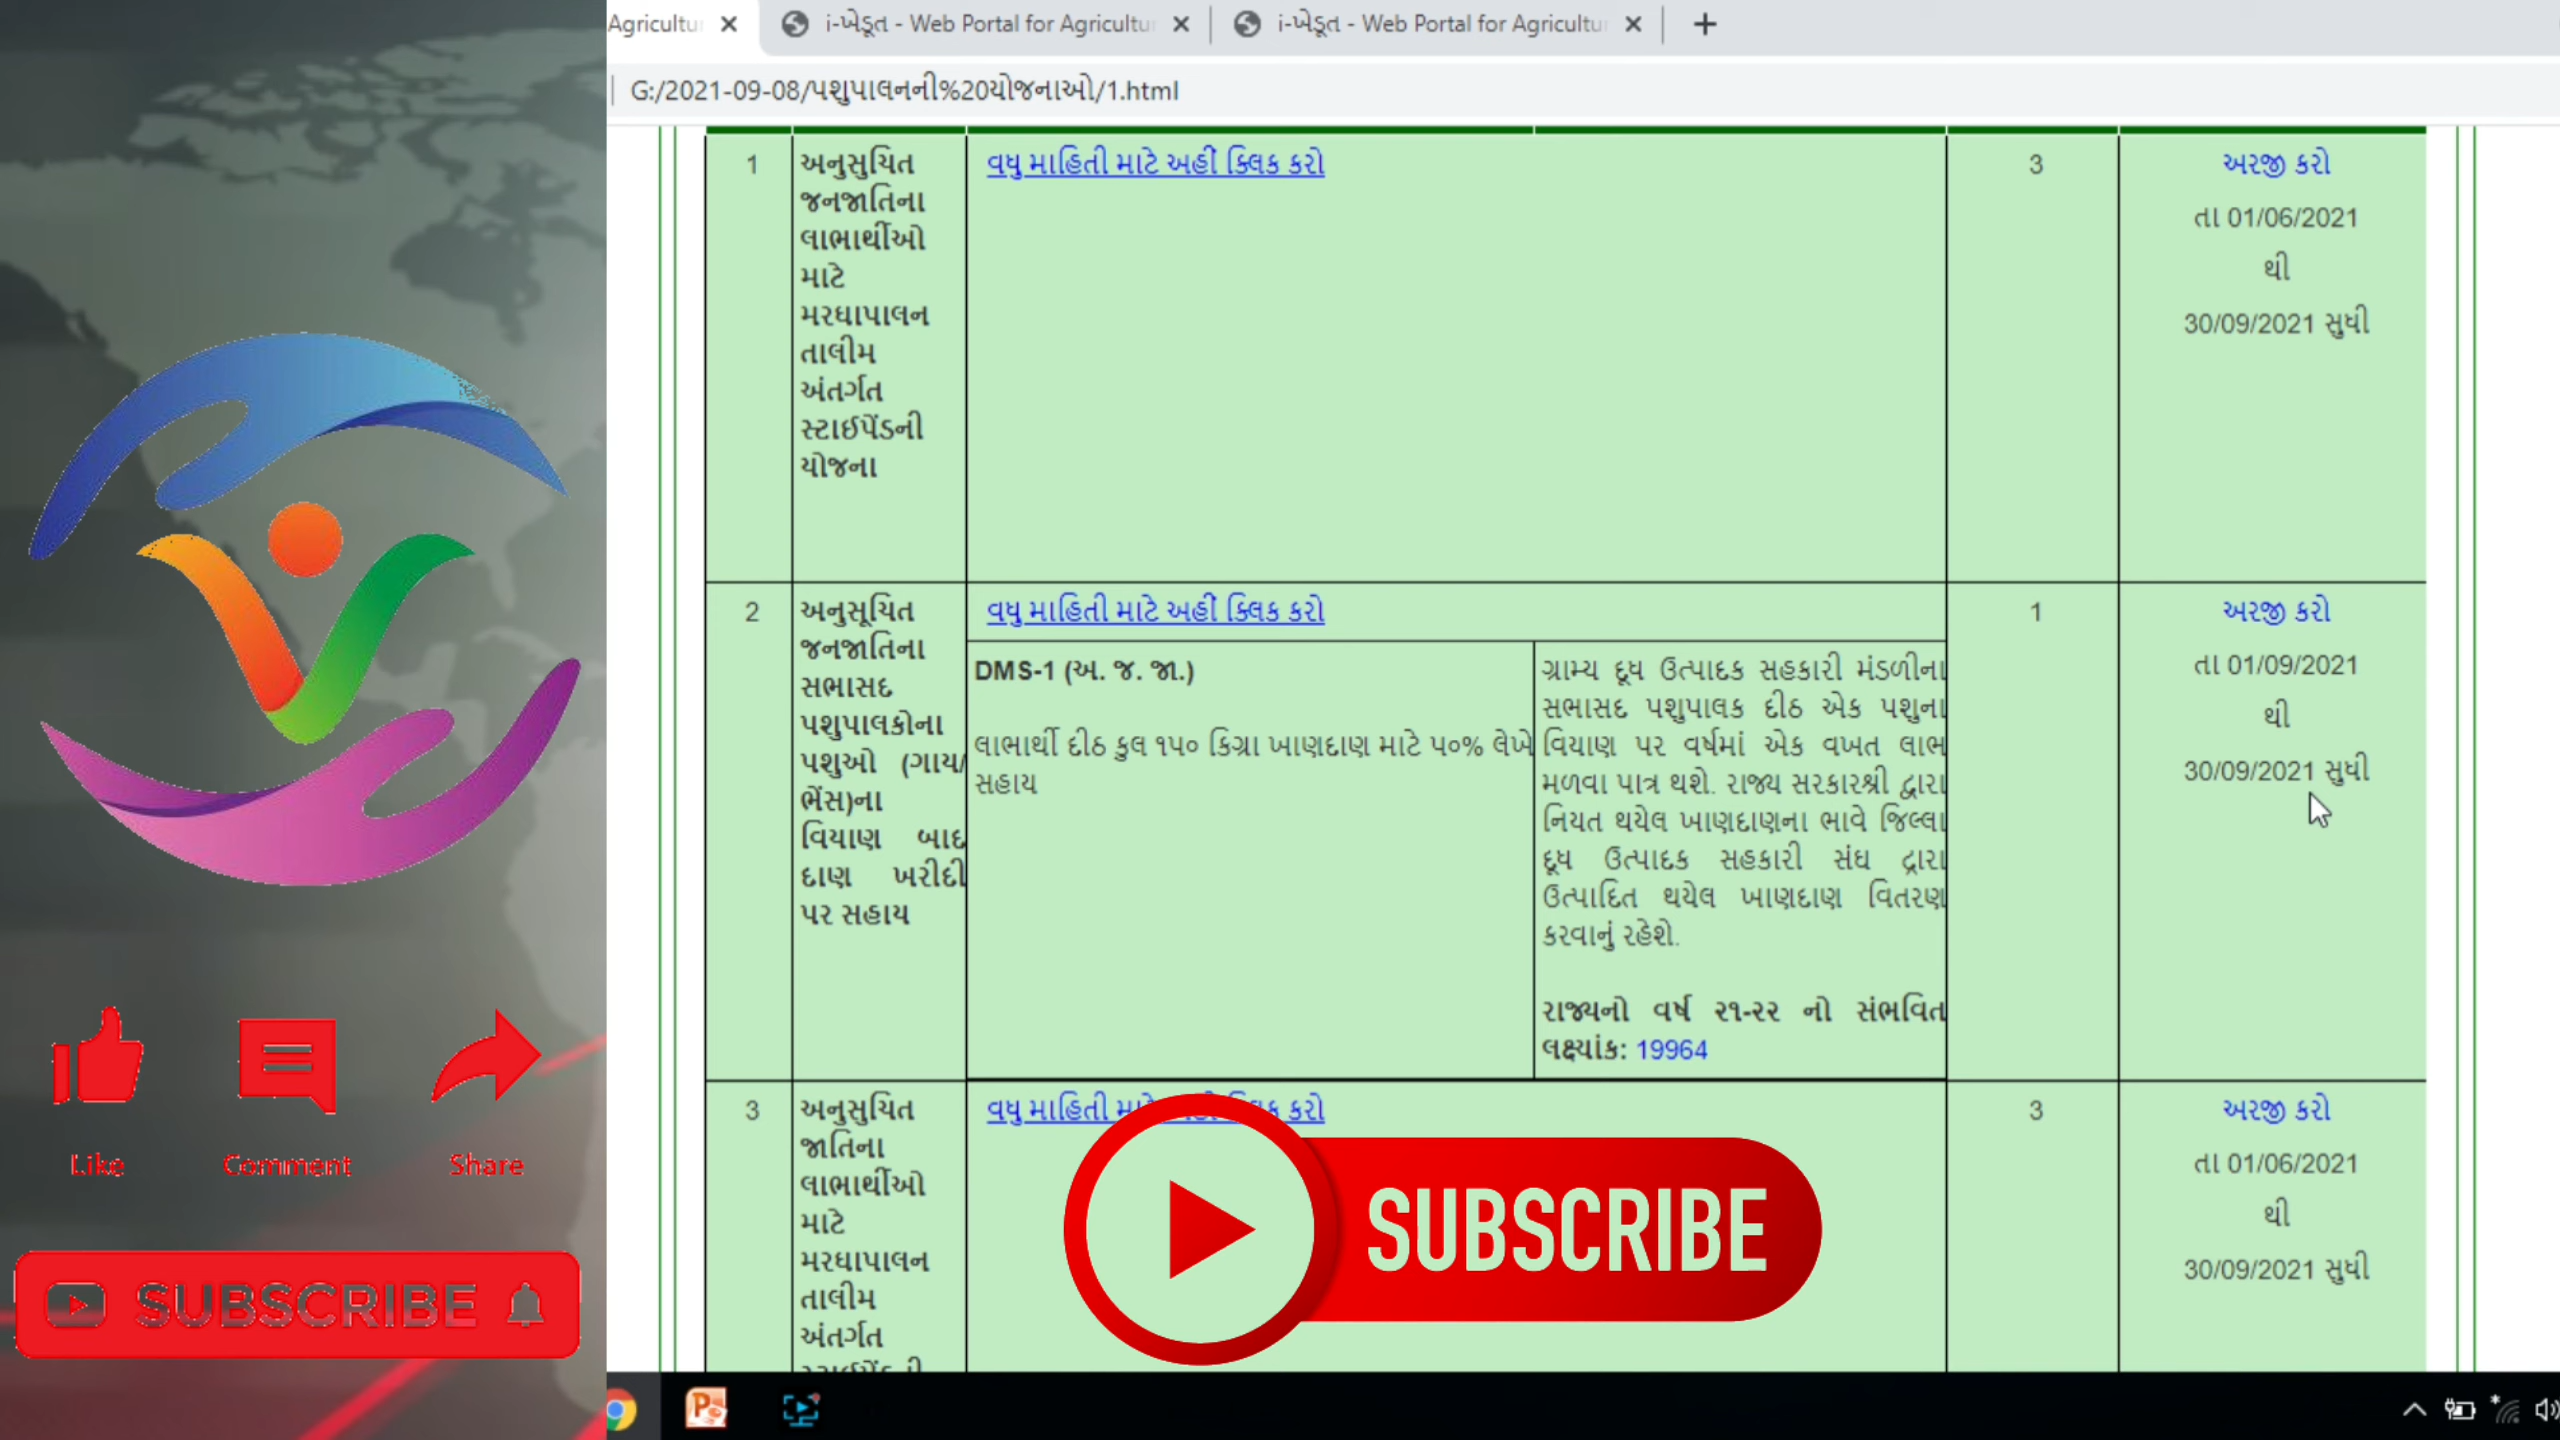 Agricultur
i-ખેડૂત - Web Portal for Agricultu
i-ખેડૂત - Web Portal for Agricultu
G:/2021-09-08/પશુપાલનની%20યોજનાઓ/1.html
1
અનુસુચિત
જનજાતિના
લાભાર્થીઓ
માટે
મરઘાપાલન
તાલીમ
અંતર્ગત
સ્ટાઈપેંડની
યોજના
વધુ માહિતી માટે અહીં ક્લિક કરો
3
અરજી કરો
તા 01/06/2021
થી
30/09/2021 સુધી
2
અનુસૂચિત
જનજાતિના
સભાસદ
પશુપાલકોના
પશુઓ (ગાય/
ભેંસ)ના
વિયાણ બાદ
દાણ ખરીદી
પર સહાય
વધુ માહિતી માટે અહીં ક્લિક કરો
DMS-1 (અ. જ. જા.)
લાભાર્થી દીઠ કુલ ૧૫૦ કિગ્રા ખાણદાણ માટે ૫૦% લેખે
સહાય
ગ્રામ્ય દૂધ ઉત્પાદક સહકારી મંડળીના
સભાસદ પશુપાલક દીઠ એક પશુના
વિયાણ પર વર્ષમાં એક વખત લાભ
મળવા પાત્ર થશે. રાજ્ય સરકારશ્રી દ્વારા
નિયત થયેલ ખાણદાણના ભાવે જિલ્લા
દૂધ ઉત્પાદક સહકારી સંઘ દ્વારા
ઉત્પાદિત થયેલ ખાણદાણ વિતરણ
કરવાનું રહેશે.
રાજ્યનો વર્ષ ૨૧-૨૨ નો સંભવિત
લક્ષ્યાંક: 19964
1
અરજી કરો
તા 01/09/2021
થી
30/09/2021 સુધી
3
અનુસુચિત
જાતિના
લાભાર્થીઓ
માટે
મરઘાપાલન
તાલીમ
અંતર્ગત
વધુ માહિતી કરો
3
અરજી કરો
તા 01/06/2021
થી
30/09/2021 સુધી
Like
Comment
Share
SUBSCRIBE
SUBSCRIBE